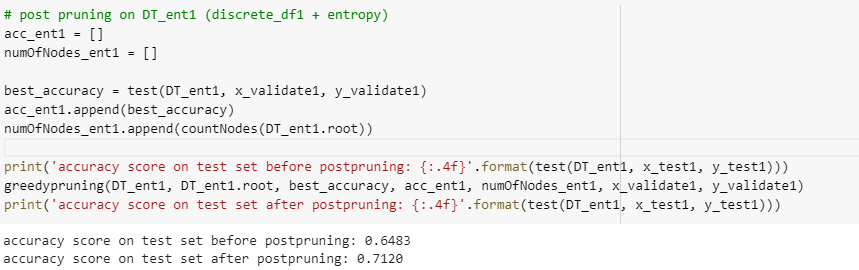 # post pruning on DT_ent1 (discrete_df1 + entropy)
acc_ent1 = []
numOfNodes_ent1 = []
best_accuracy = test(DT_ent1, x_validate1, y_validate1)
acc_ent1.append(best_accuracy)
numOfNodes_ent1.append(countNodes(DT_ent1.root))
print('accuracy score on test set before postpruning: {:.4f}'.format(test(DT_ent1, x_test1, y_test1)))
greedypruning(DT_ent1, DT_ent1.root, best_accuracy, acc_ent1, numOfNodes_ent1, x_validate1, y_validate1)
print('accuracy score on test set after postpruning: {:.4f}'.format(test(DT_ent1, x_test1, y_test1)))
accuracy score on test set before postpruning: 0.6483
accuracy score on test set after postpruning: 0.7120